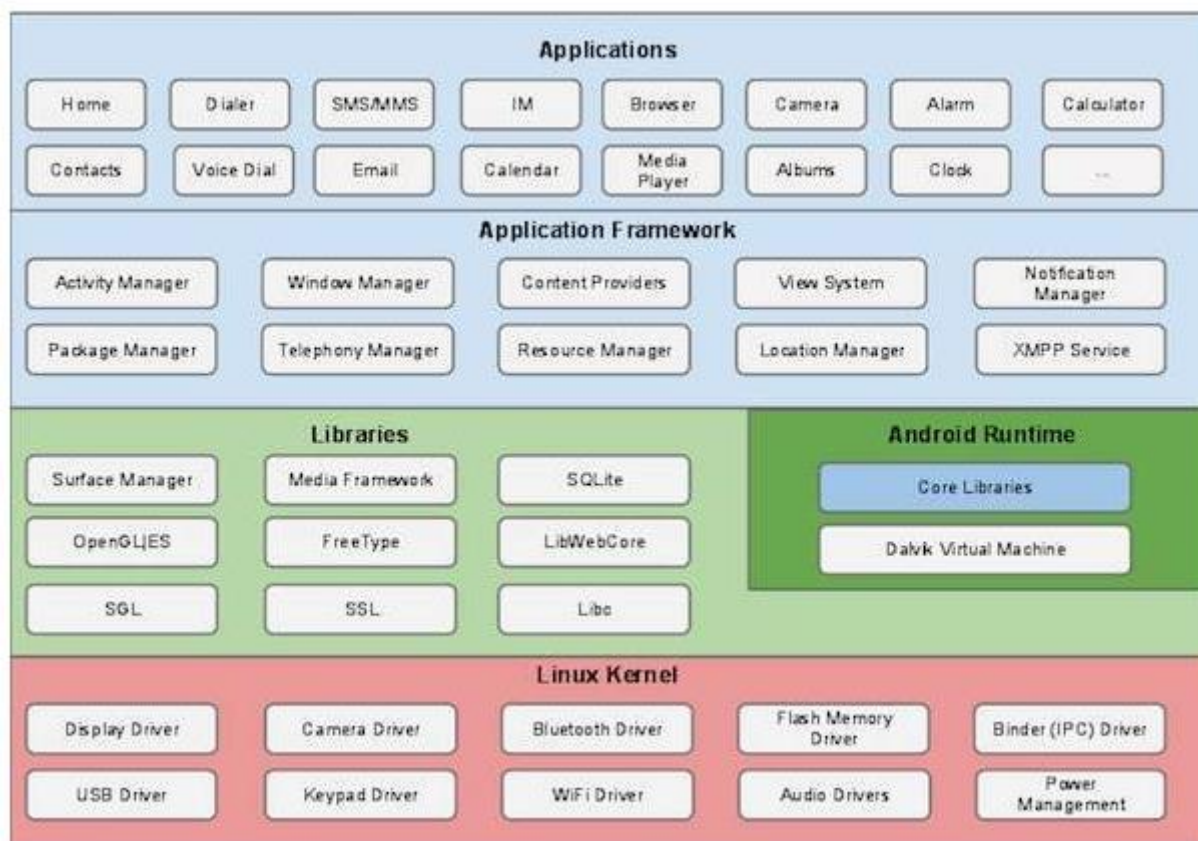 Applications
Home
Dialer
SMS/MMS
IM
Browser
Camera
Alarm
Calculator
Contacts
Voice Dial
Email
Calendar
Media
Player
Albums
Clock
...
Application Framework
Activity Manager
Window Manager
Content Providers
View System
Notification
Manager
Package Manager
Telephony Manager
Resource Manager
Location Manager
XMPP Service
Libraries
Android Runtime
Surface Manager
Media Framework
SQLite
Core Libraries
OpenGL|ES
FreeType
LibWebCore
Dalvik Virtual Machine
SGL
SSL
Libc
Linux Kernel
Display Driver
Camera Driver
Bluetooth Driver
Flash Memory
Driver
Binder (IPC) Driver
USB Driver
Keypad Driver
WiFi Driver
Audio Drivers
Power
Management